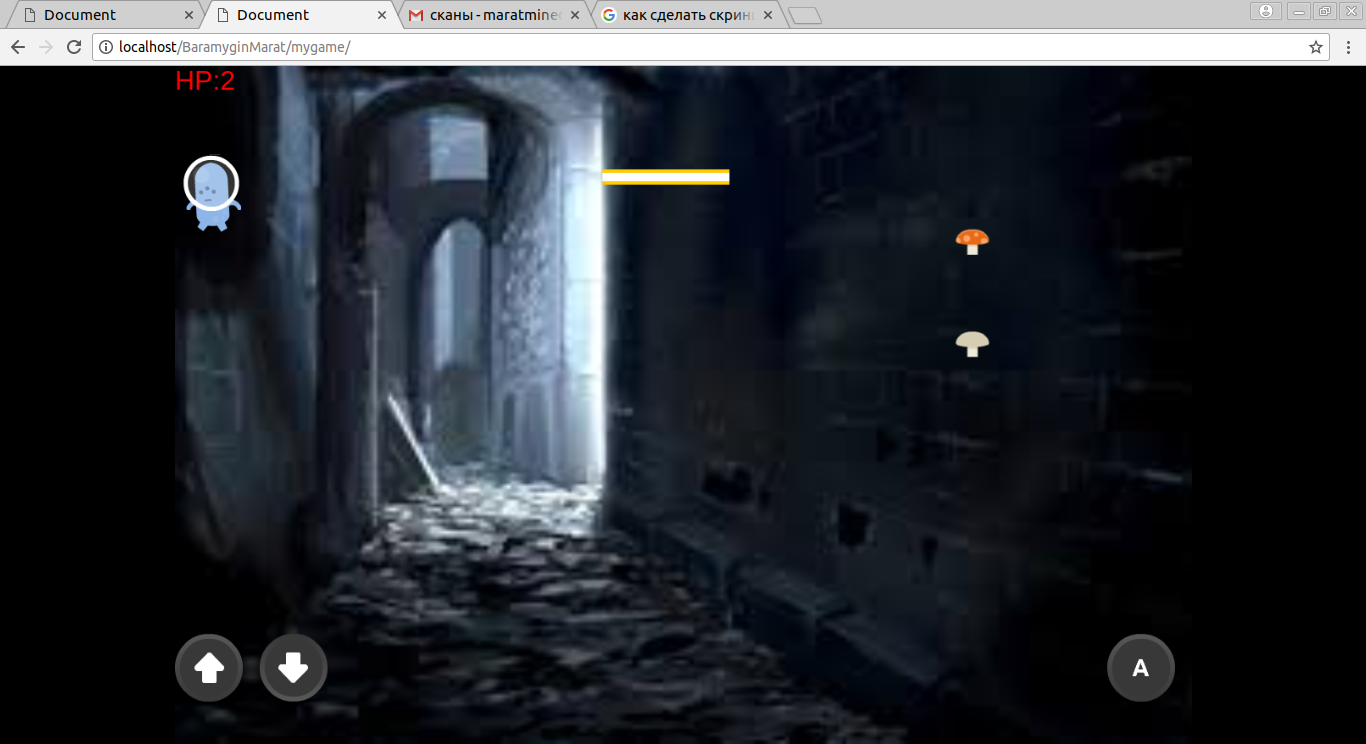 Document
Document
сканы - maratmine
как сделать скрин
localhost/BaramyginMarat/mygame/
HP:2
A